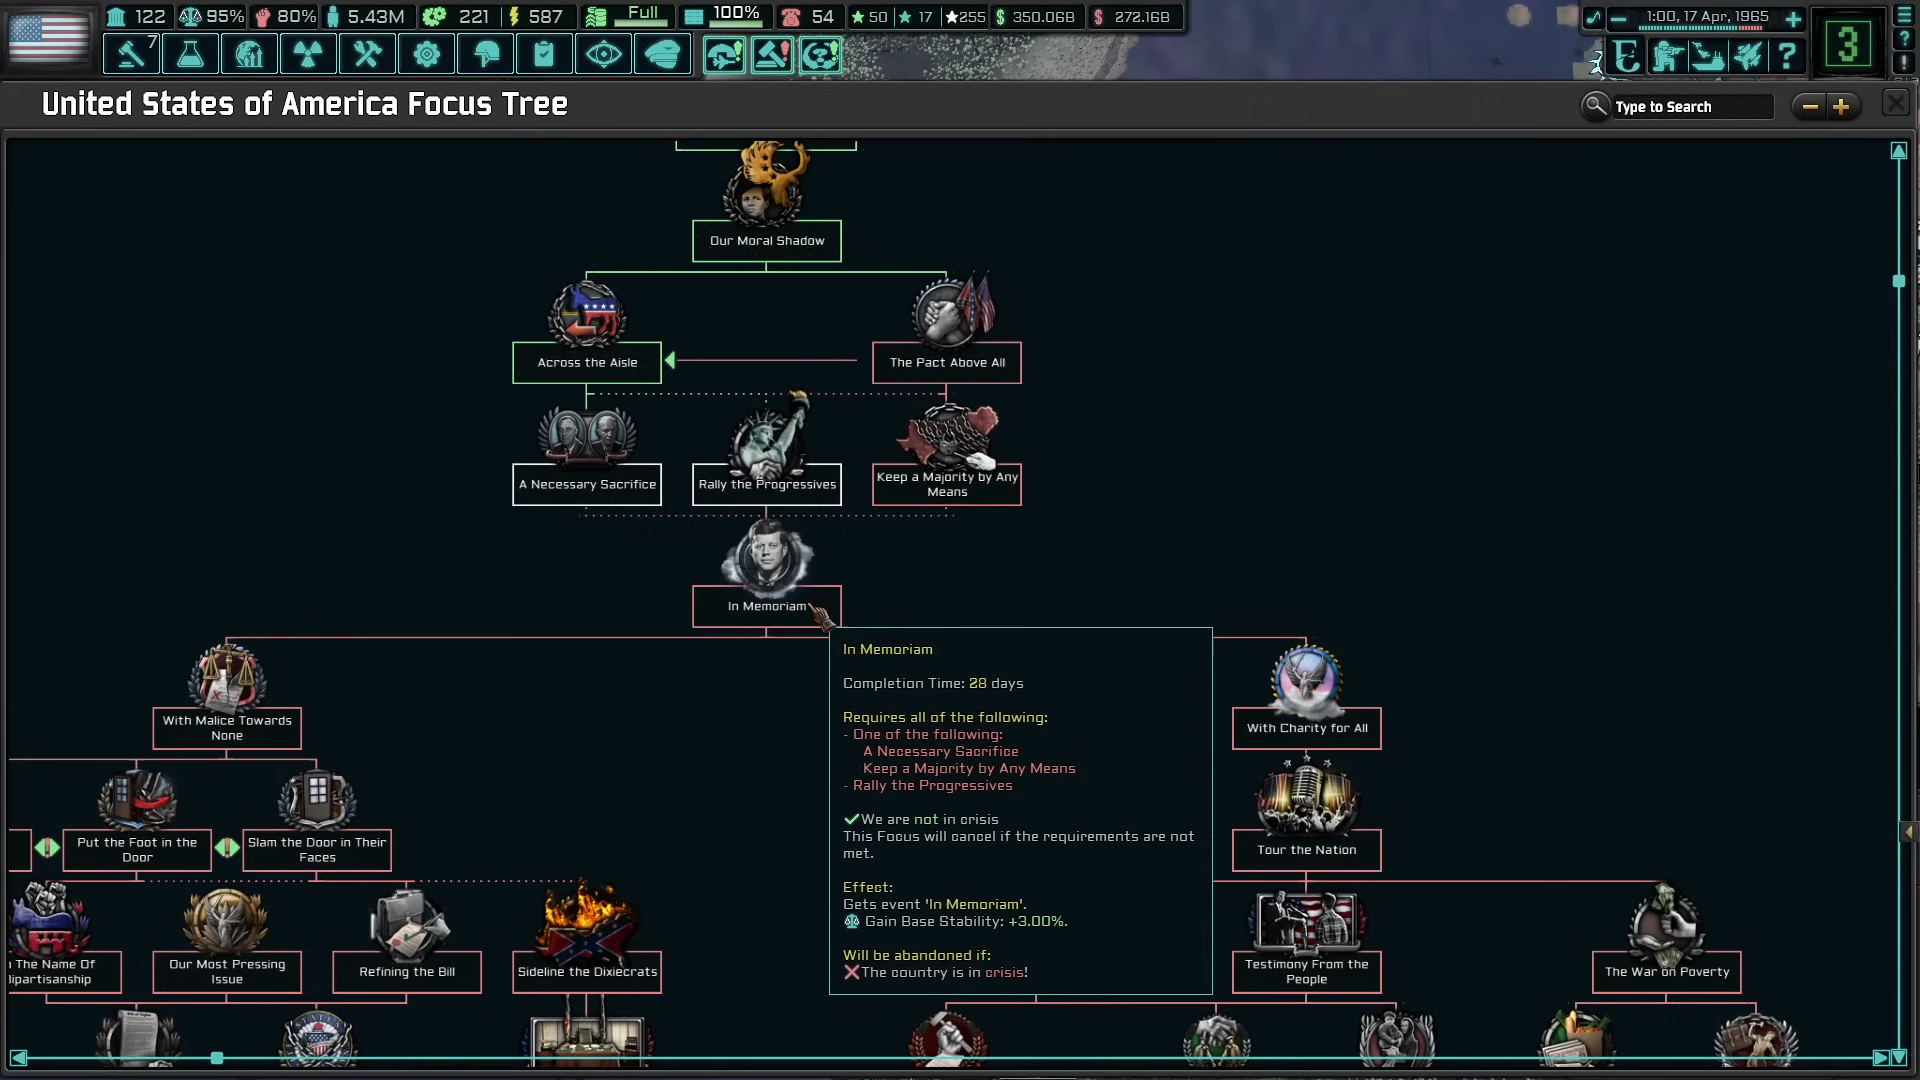 122
95%
80%
5.43M
221
587
Full
100%
54
50
17
255
$ 350.06B
$ 272.16B
1:00, 17 Apr, 1965
3
7
United States of America Focus Tree
Type to Search
Our Moral Shadow
Across the Aisle
The Pact Above All
A Necessary Sacrifice
Rally the Progressives
Keep a Majority by Any
Means
In Memoriam
In Memoriam
Completion Time: 28 days
Requires all of the following:
- One of the following:
A Necessary Sacrifice
Keep a Majority by Any Means
- Rally the Progressives
We are not in crisis
This Focus will cancel if the requirements are not
met.
Effect:
Gets event 'In Memoriam'.
Gain Base Stability: +3.00%.
Will be abandoned if:
The country is in crisis!
With Malice Towards
None
With Charity for All
Put the Foot in the
Door
Slam the Door in Their
Faces
Tour the Nation
The Name Of
Bipartisanship
Our Most Pressing
Issue
Refining the Bill
Sideline the Dixiecrats
Testimony From the
People
The War on Poverty